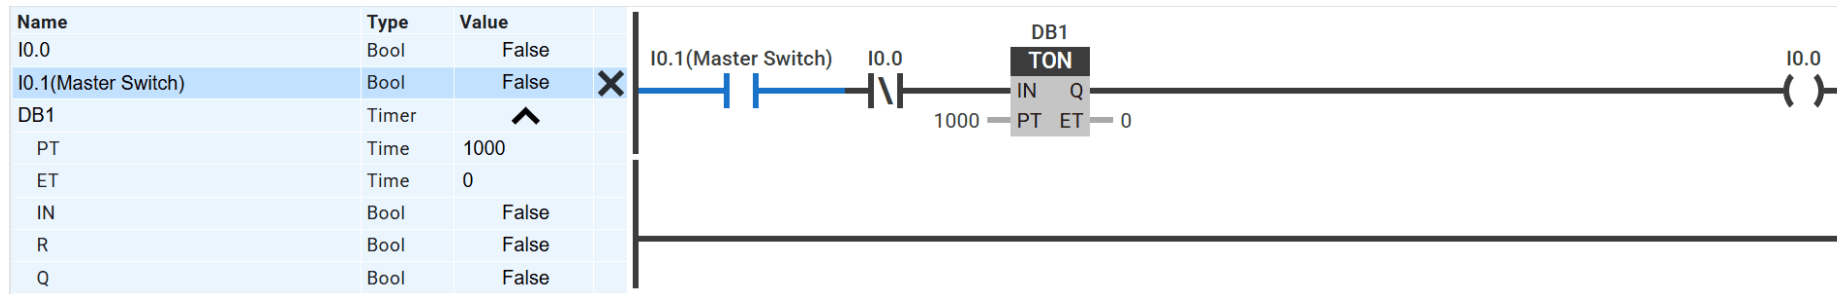 Name Type Value
I0.0 Bool False
I0.1(Master Switch) Bool False
DB1 Timer
PT Time 1000
ET Time 0
IN Bool False
R Bool False
Q Bool False
DB1
I0.1(Master Switch) I0.0 TON I0.0
IN Q
1000 PT ET 0